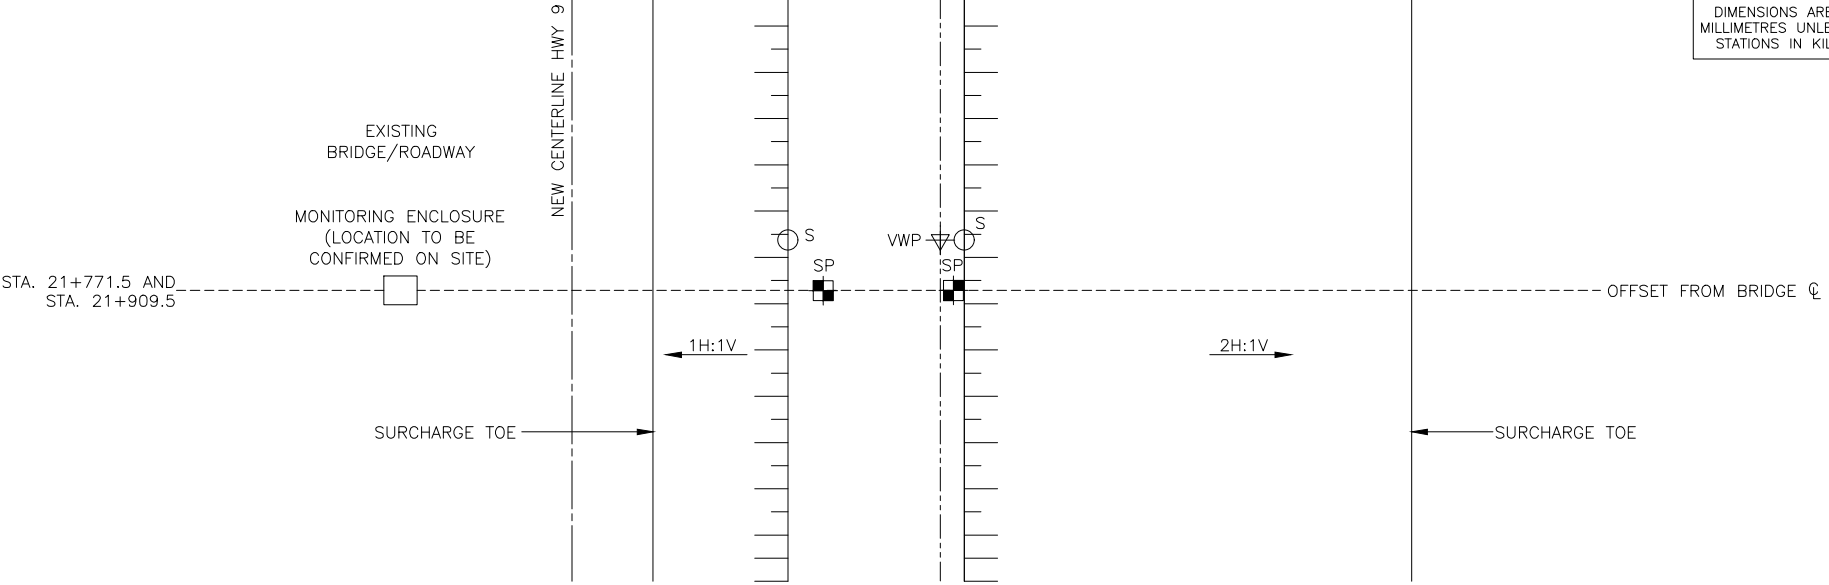 DIMENSIONS ARE
MILLIMETRES
STATIONS IN
NEW CENTERLINE HWY 9
EXISTING
BRIDGE/ROADWAY
MONITORING ENCLOSURE
(LOCATION TO BE
CONFIRMED ON SITE)
S
VWP
S
SP
SP
STA. 21+771.5 AND
STA. 21+909.5
OFFSET FROM BRIDGE ℄
1H:1V
2H:1V
SURCHARGE TOE
SURCHARGE TOE